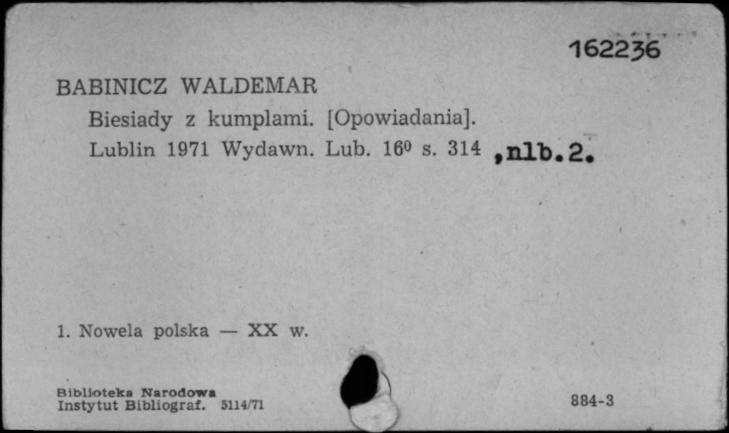 162236
BABINICZ WALDEMAR
Biesiady z kumplami. [Opowiadania].
Lublin 1971 Wydawn. Lub. 16⁰ s. 314 ,nlb.2.
1. Nowela polska — XX w.
Biblioteka Narodowa
Instytut Bibliograf. 5114/71
884-3